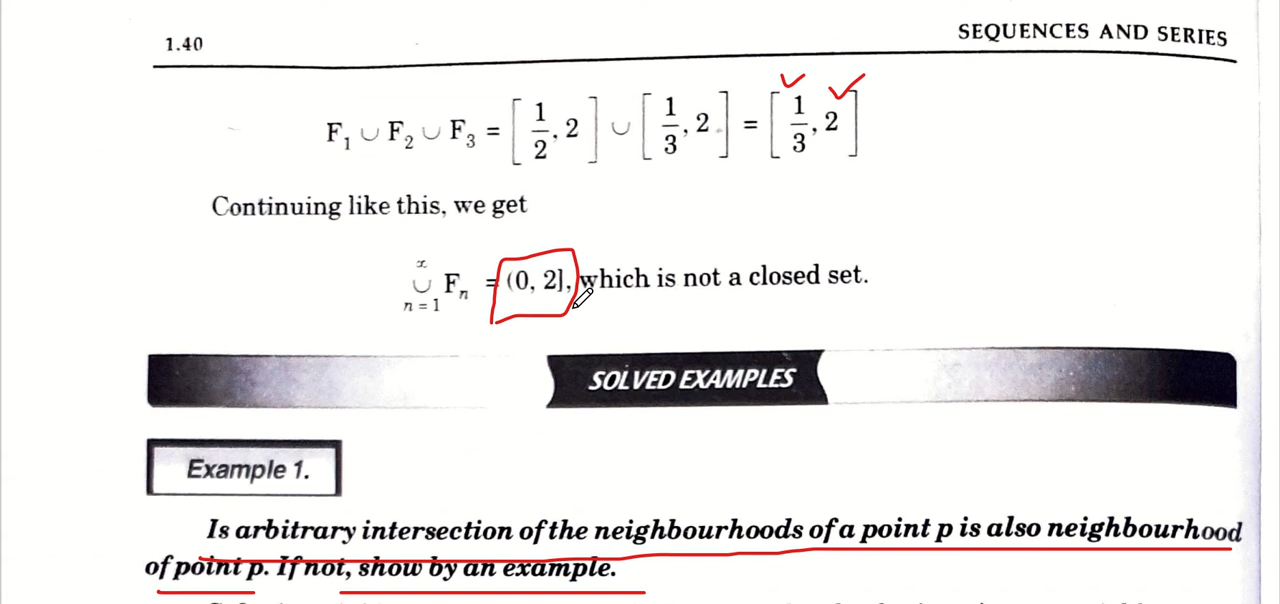 1.40
SEQUENCES AND SERIES
F₁ ∪ F₂ ∪ F₃ = [1/2, 2] ∪ [1/3, 2] = [1/3, 2]
Continuing like this, we get
∞ ∪ n = 1 Fₙ = (0, 2], which is not a closed set.
SOLVED EXAMPLES
Example 1.
Is arbitrary intersection of the neighbourhoods of a point p is also neighbourhood
of point p. If not, show by an example.